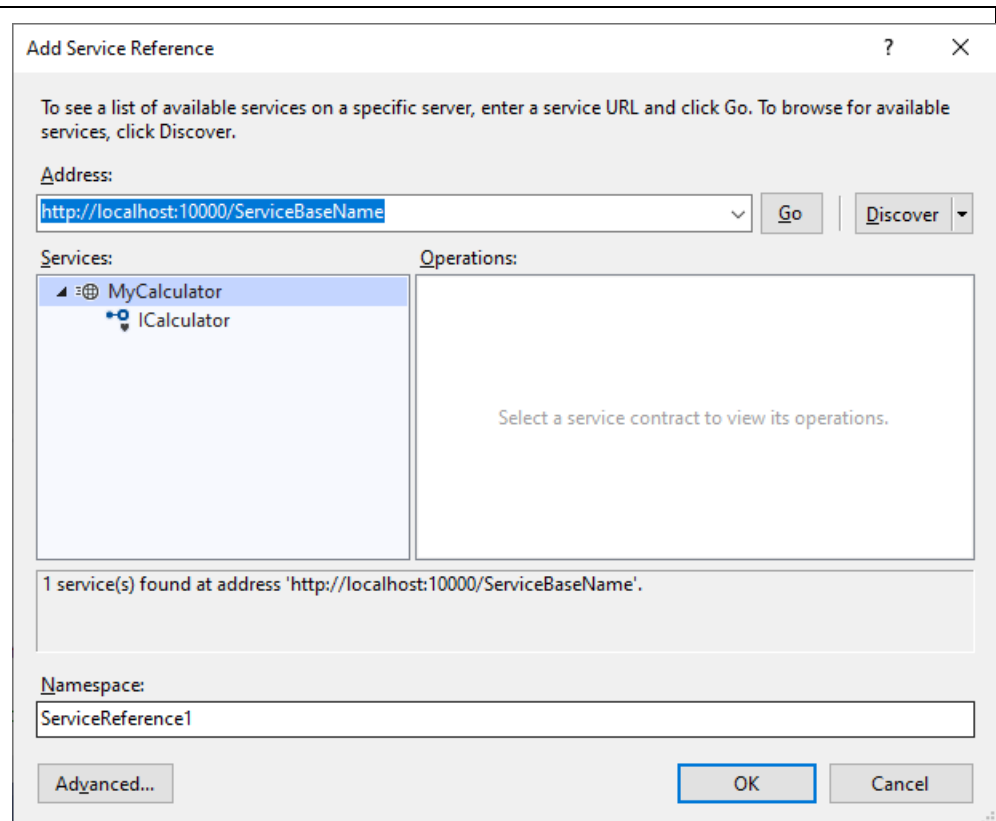 Add Service Reference
?
To see a list of available services on a specific server, enter a service URL and click Go. To browse for available
services, click Discover.
Address:
http://localhost:10000/ServiceBaseName
Go
Discover
Services:
Operations:
MyCalculator
ICalculator
Select a service contract to view its operations.
1 service(s) found at address 'http://localhost:10000/ServiceBaseName'.
Namespace:
ServiceReference1
Advanced...
OK
Cancel